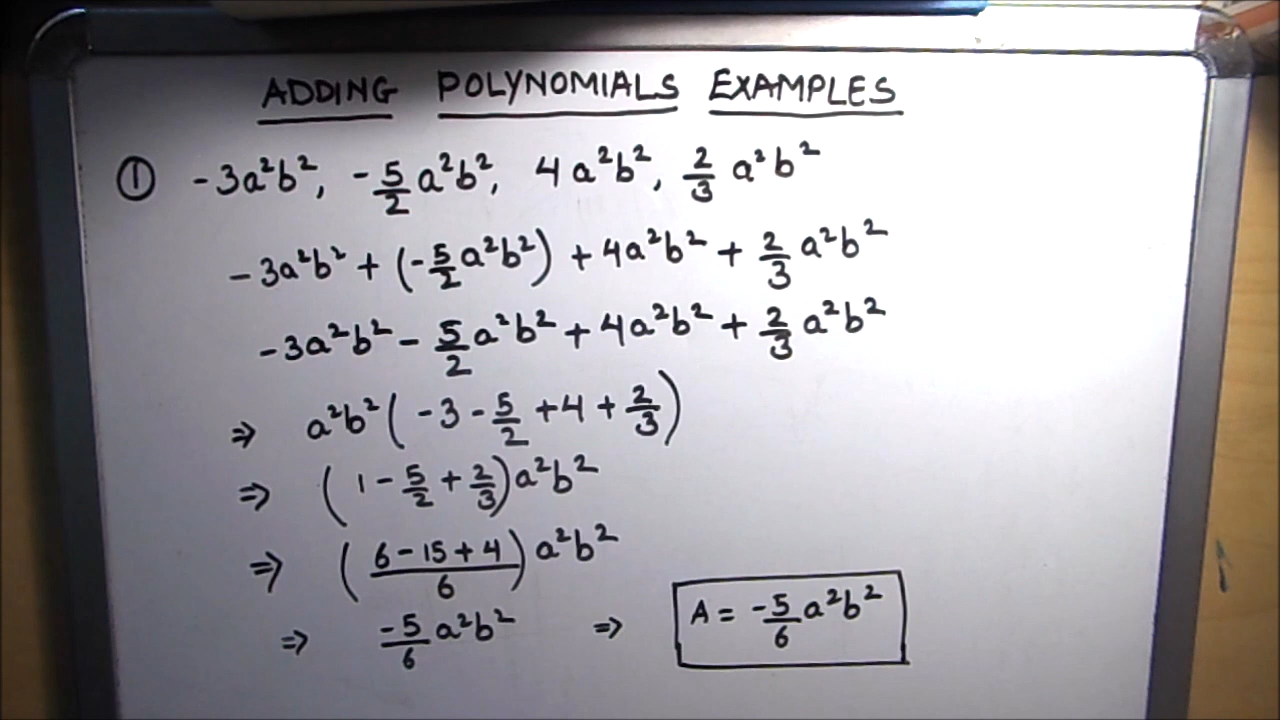 ADDING POLYNOMIALS EXAMPLES
① -3a²b², -5/2 a²b², 4a²b², 2/3 a²b²
-3a²b² + (-5/2 a²b²) + 4a²b² + 2/3 a²b²
-3a²b² - 5/2 a²b² + 4a²b² + 2/3 a²b²
⇒ a²b² (-3 - 5/2 + 4 + 2/3)
⇒ (1 - 5/2 + 2/3) a²b²
⇒ ((6 - 15 + 4)/6) a²b²
⇒ -5/6 a²b² ⇒ A = -5/6 a²b²